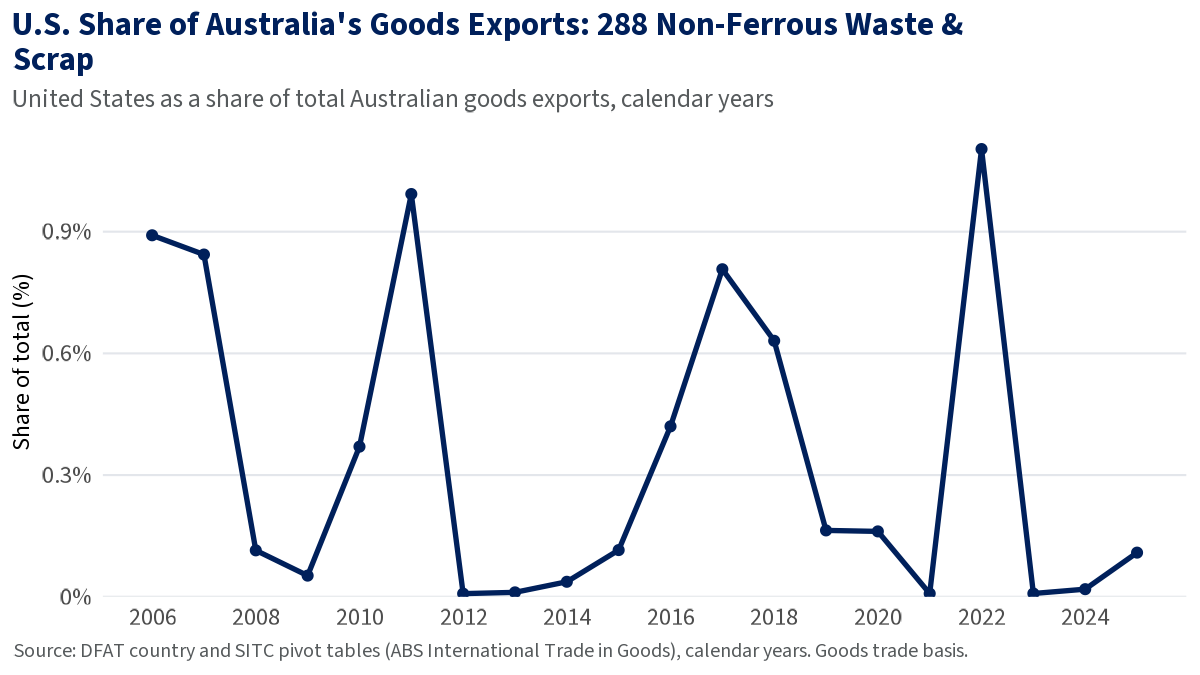 U.S. Share of Australia's Goods Exports: 288 Non-Ferrous Waste &
Scrap
United States as a share of total Australian goods exports, calendar years
Share of total (%)
0.9%
0.6%
0.3%
0%
2006 2008 2010 2012 2014 2016 2018 2020 2022 2024
Source: DFAT country and SITC pivot tables (ABS International Trade in Goods), calendar years. Goods trade basis.